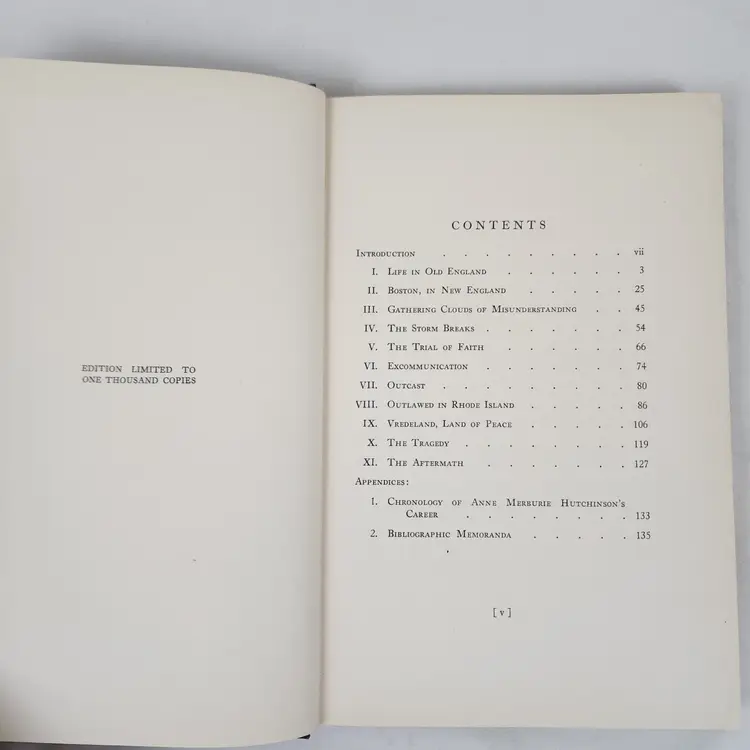 EDITION LIMITED TO
ONE THOUSAND COPIES
CONTENTS
INTRODUCTION . . . . . . . . . vii
I. LIFE IN OLD ENGLAND . . . . . . 3
II. BOSTON, IN NEW ENGLAND . . . . . 25
III. GATHERING CLOUDS OF MISUNDERSTANDING . . 45
IV. THE STORM BREAKS . . . . . . . 54
V. THE TRIAL OF FAITH . . . . . . 66
VI. EXCOMMUNICATION . . . . . . . 74
VII. OUTCAST . . . . . . . . . 80
VIII. OUTLAWED IN RHODE ISLAND . . . . . 86
IX. VREDELAND, LAND OF PEACE . . . . . 106
X. THE TRAGEDY . . . . . . . . 119
XI. THE AFTERMATH . . . . . . . 127
APPENDICES:
1. CHRONOLOGY OF ANNE MERBURIE HUTCHINSON'S
CAREER . . . . . . . . 133
2. BIBLIOGRAPHIC MEMORANDA . . . . . 135
[ v ]